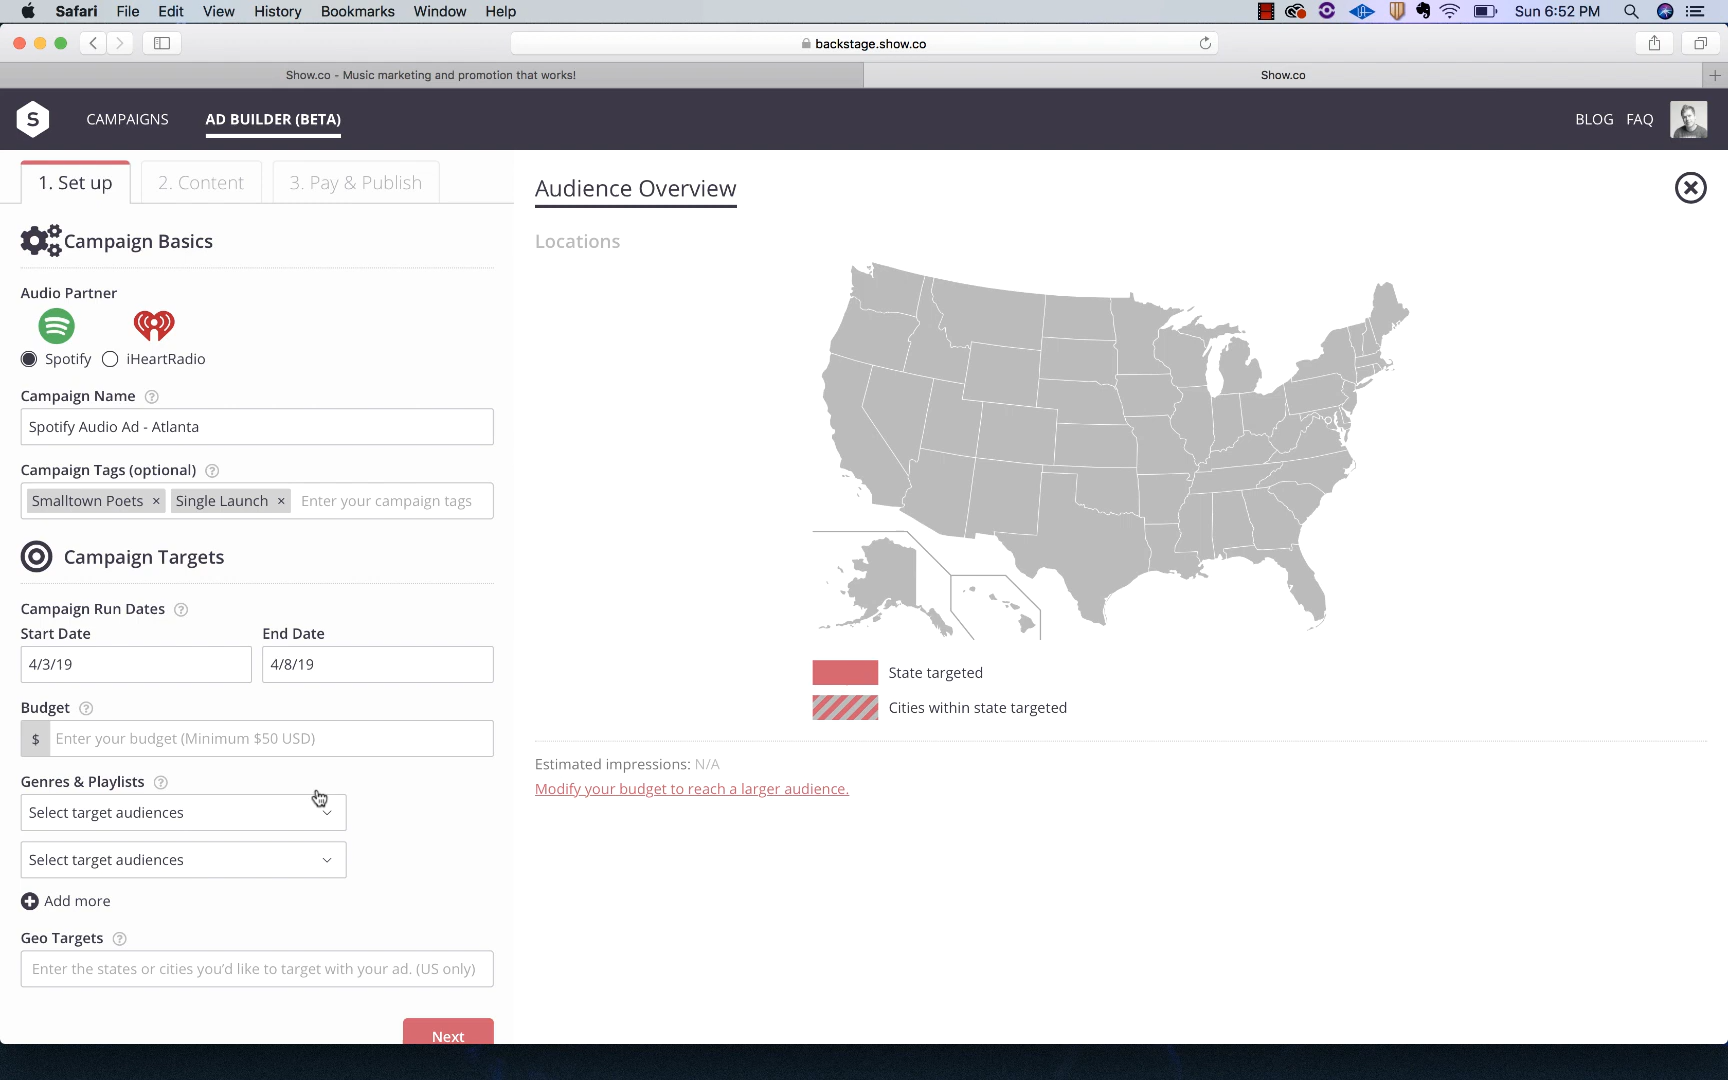 Safari File Edit View History Bookmarks Window Help Sun 6:52 PM
backstage.show.co
Show.co - Music marketing and promotion that works! Show.co
S CAMPAIGNS AD BUILDER (BETA) BLOG FAQ
1. Set up 2. Content 3. Pay & Publish
Campaign Basics
Audio Partner
Spotify iHeartRadio
Campaign Name ?
Spotify Audio Ad - Atlanta
Campaign Tags (optional) ?
Smalltown Poets × Single Launch × Enter your campaign tags
Campaign Targets
Campaign Run Dates ?
Start Date End Date
4/3/19 4/8/19
Budget ?
$ Enter your budget (Minimum $50 USD)
Genres & Playlists ?
Select target audiences
Select target audiences
Add more
Geo Targets ?
Enter the states or cities you'd like to target with your ad. (US only)
Next
Audience Overview
Locations
State targeted
Cities within state targeted
Estimated impressions: N/A
Modify your budget to reach a larger audience.